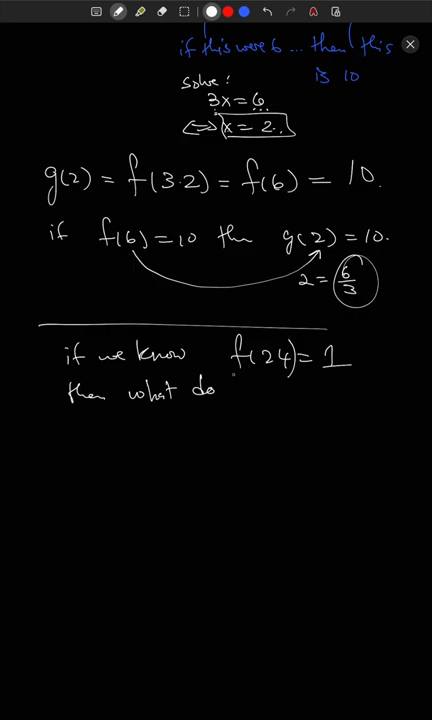 if this were 6 ... then this
is 10
solve:
3x = 6
⟺ x = 2.
g(2) = f(3·2) = f(6) = 10.
if f(6) = 10 then g(2) = 10.
2 = 6/3
if we know f(24) = 1
then what do